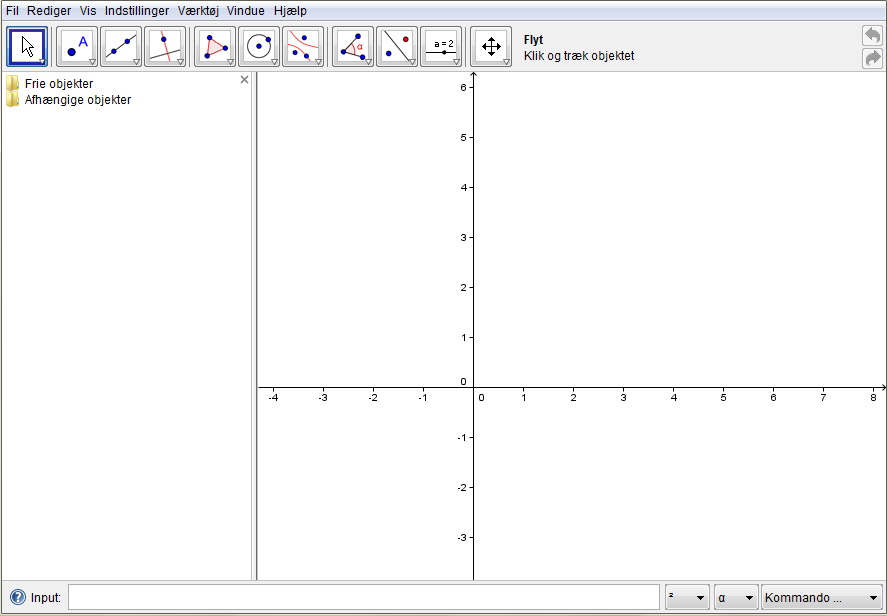 Fil Rediger Vis Indstillinger Værktøj Vindue Hjælp
A
α
a = 2
Flyt
Klik og træk objektet
Frie objekter
Afhængige objekter
6
5
4
3
2
1
0
-4 -3 -2 -1 0 1 2 3 4 5 6 7 8
-1
-2
-3
? Input: ² α Kommando ...